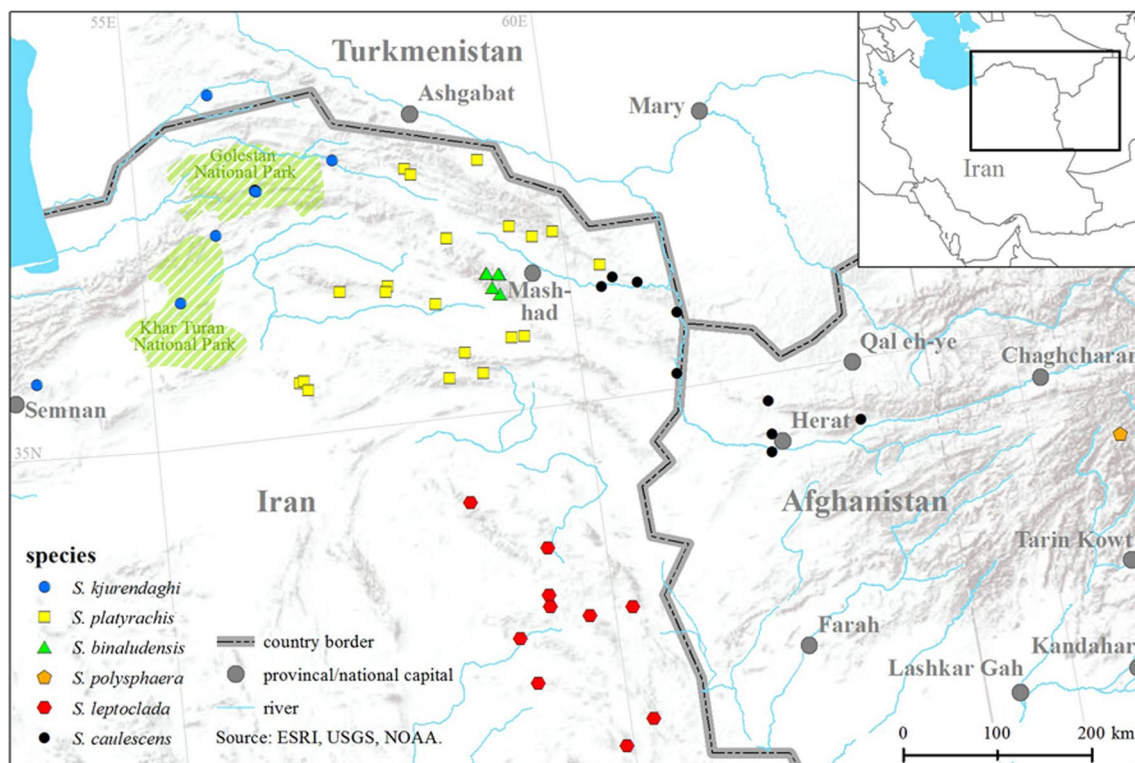 55E
60E
Turkmenistan
Ashgabat
Mary
Iran
Golestan
National Park
Mash-
had
Khar Turan
National Park
Qal eh-ye
Chaghcharan
Semnan
Herat
35N
Iran
Afghanistan
Tarin Kowt
Farah
Kandahar
Lashkar Gah
species
S. kjurendaghi
S. platyrachis
S. binaludensis
S. polysphaera
S. leptoclada
S. caulescens
country border
provincal/national capital
river
Source: ESRI, USGS, NOAA.
0 100 200 km